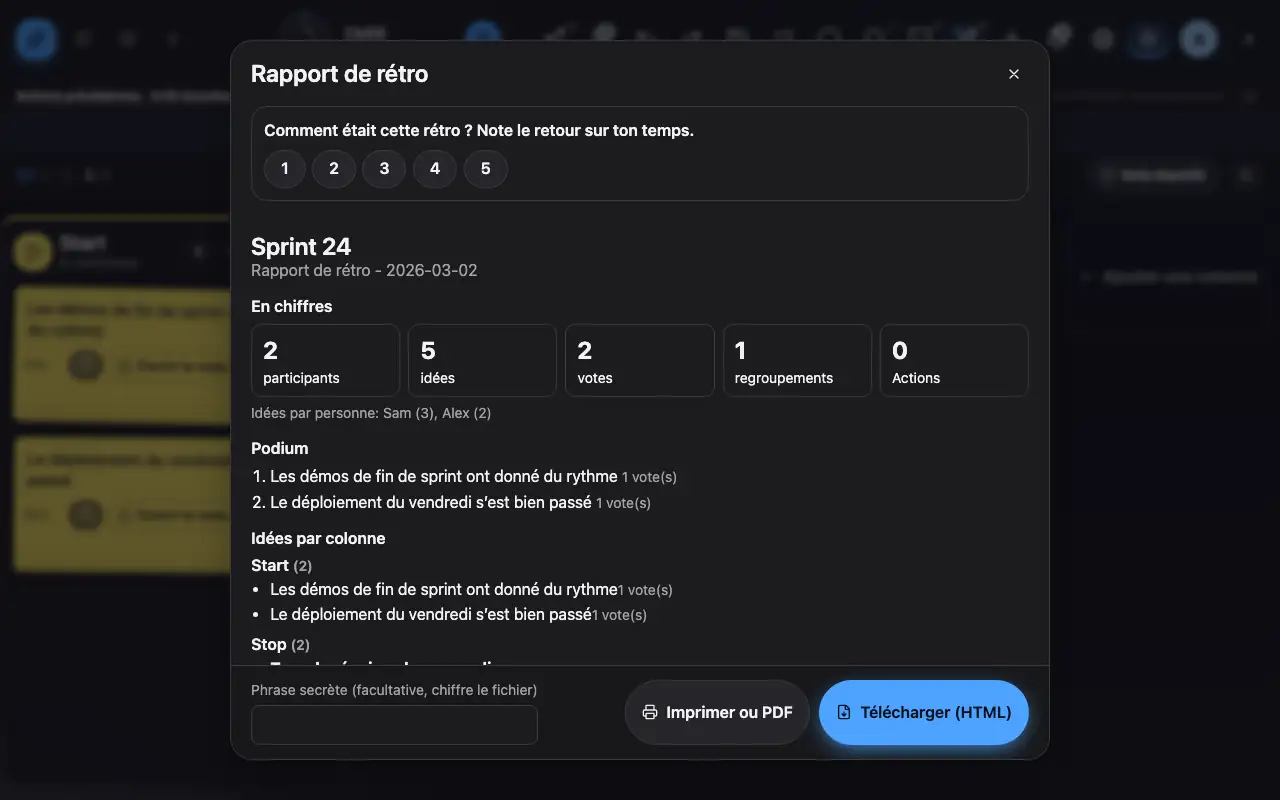 Rapport de rétro
Comment était cette rétro ? Note le retour sur ton temps.
1 2 3 4 5
Sprint 24
Rapport de rétro - 2026-03-02
En chiffres
2 5 2 1 0
participants idées votes regroupements Actions
Idées par personne: Sam (3), Alex (2)
Podium
1. Les démos de fin de sprint ont donné du rythme 1 vote(s)
2. Le déploiement du vendredi s’est bien passé 1 vote(s)
Idées par colonne
Start (2)
• Les démos de fin de sprint ont donné du rythme1 vote(s)
• Le déploiement du vendredi s’est bien passé1 vote(s)
Stop (2)
Phrase secrète (facultative, chiffre le fichier)
Imprimer ou PDF
Télécharger (HTML)
Start